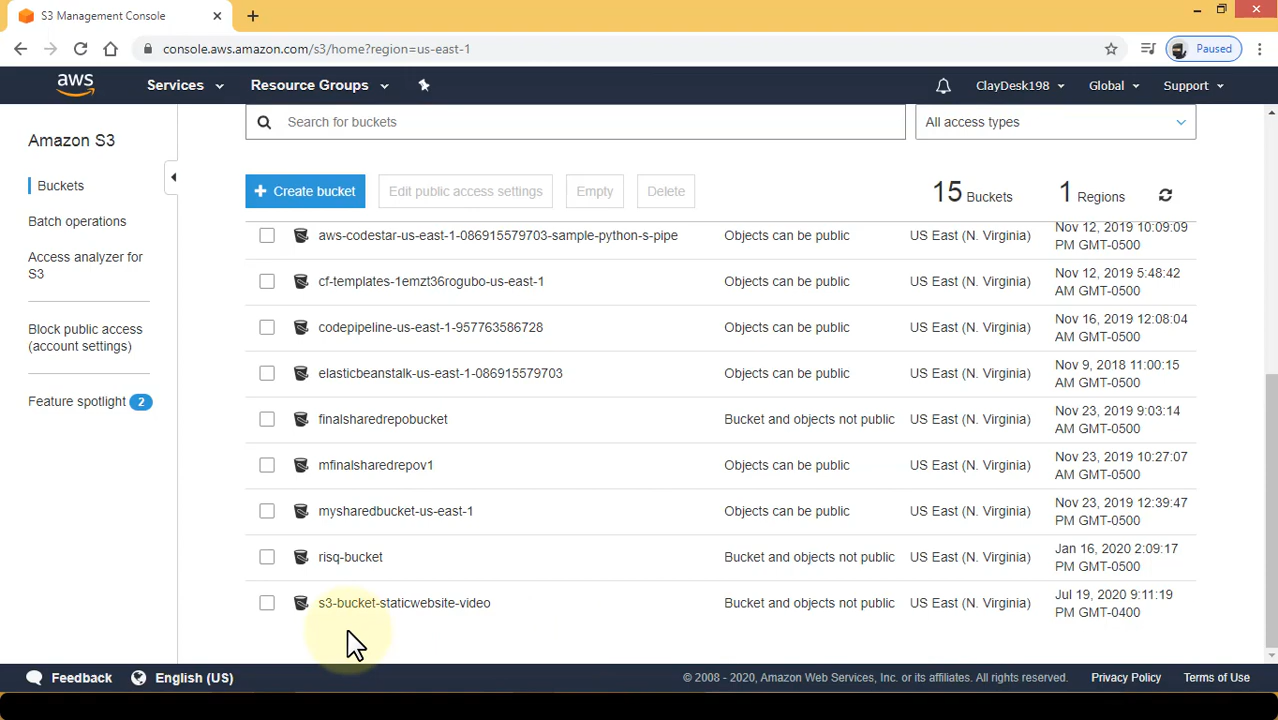 S3 Management Console
console.aws.amazon.com/s3/home?region=us-east-1
Paused
aws
Services
Resource Groups
ClayDesk198
Global
Support
Amazon S3
Buckets
Batch operations
Access analyzer for
S3
Block public access
(account settings)
Feature spotlight 2
Search for buckets
All access types
+ Create bucket
Edit public access settings
Empty
Delete
15 Buckets
1 Regions
aws-codestar-us-east-1-086915579703-sample-python-s-pipe Objects can be public US East (N. Virginia) Nov 12, 2019 10:09:09
PM GMT-0500
cf-templates-1emzt36rogubo-us-east-1 Objects can be public US East (N. Virginia) Nov 12, 2019 5:48:42
AM GMT-0500
codepipeline-us-east-1-957763586728 Objects can be public US East (N. Virginia) Nov 16, 2019 12:08:04
AM GMT-0500
elasticbeanstalk-us-east-1-086915579703 Objects can be public US East (N. Virginia) Nov 9, 2018 11:00:15
AM GMT-0500
finalsharedrepobucket Bucket and objects not public US East (N. Virginia) Nov 23, 2019 9:03:14
AM GMT-0500
mfinalsharedrepov1 Objects can be public US East (N. Virginia) Nov 23, 2019 10:27:07
AM GMT-0500
mysharedbucket-us-east-1 Objects can be public US East (N. Virginia) Nov 23, 2019 12:39:47
PM GMT-0500
risq-bucket Bucket and objects not public US East (N. Virginia) Jan 16, 2020 2:09:17
PM GMT-0500
s3-bucket-staticwebsite-video Bucket and objects not public US East (N. Virginia) Jul 19, 2020 9:11:19
PM GMT-0400
Feedback
English (US)
© 2008 - 2020, Amazon Web Services, Inc. or its affiliates. All rights reserved.
Privacy Policy
Terms of Use